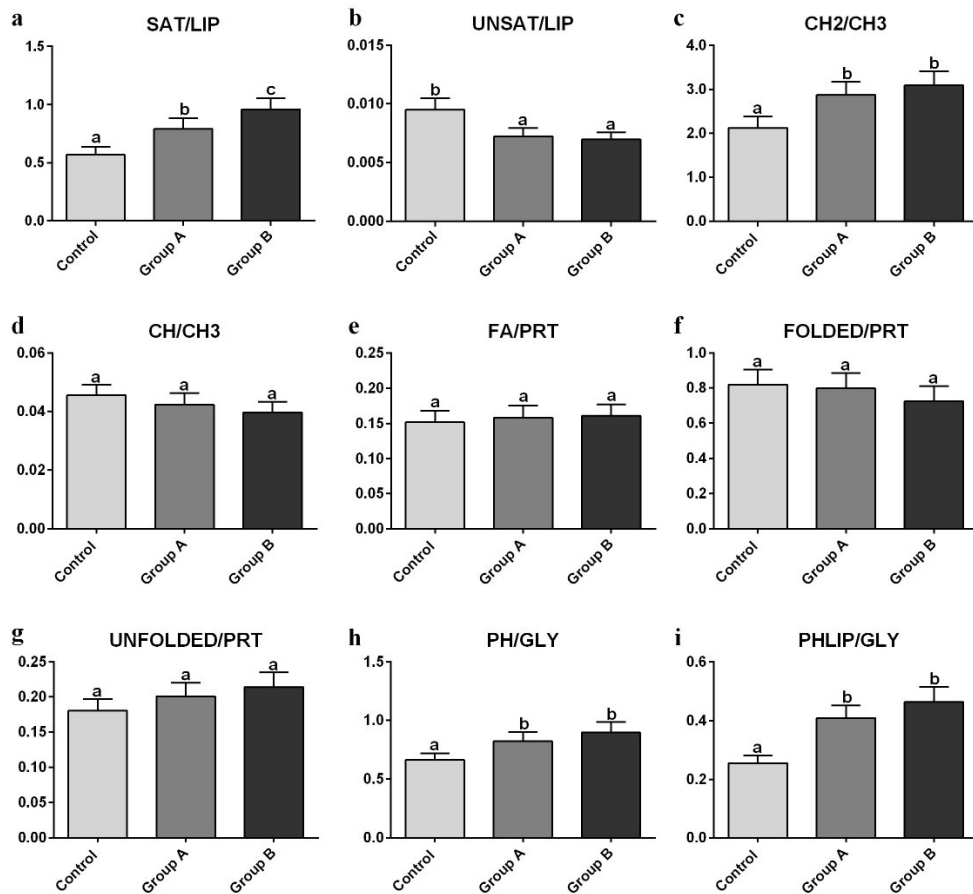 a
SAT/LIP
1.5
1.0
0.5
0.0
a
b
c
Control
Group A
Group B
b
UNSAT/LIP
0.015
0.010
0.005
0.000
b
a
a
Control
Group A
Group B
c
CH2/CH3
4.0
3.0
2.0
1.0
0.0
a
b
b
Control
Group A
Group B
d
CH/CH3
0.06
0.04
0.02
0.00
a
a
a
Control
Group A
Group B
e
FA/PRT
0.25
0.20
0.15
0.10
0.05
0.00
a
a
a
Control
Group A
Group B
f
FOLDED/PRT
1.0
0.8
0.6
0.4
0.2
0.0
a
a
a
Control
Group A
Group B
g
UNFOLDED/PRT
0.25
0.20
0.15
0.10
0.05
0.00
a
a
a
Control
Group A
Group B
h
PH/GLY
1.5
1.0
0.5
0.0
a
b
b
Control
Group A
Group B
i
PHLIP/GLY
0.6
0.4
0.2
0.0
a
b
b
Control
Group A
Group B